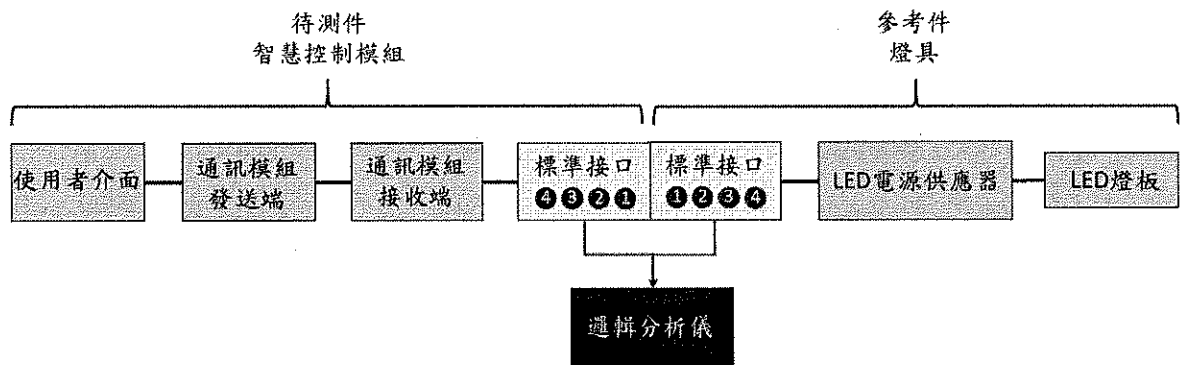 待測件
智慧控制模組
參考件
燈具
使用者介面
通訊模組
發送端
通訊模組
接收端
標準接口
❹❸❷❶
標準接口
❶❷❸❹
LED電源供應器
LED燈板
邏輯分析儀